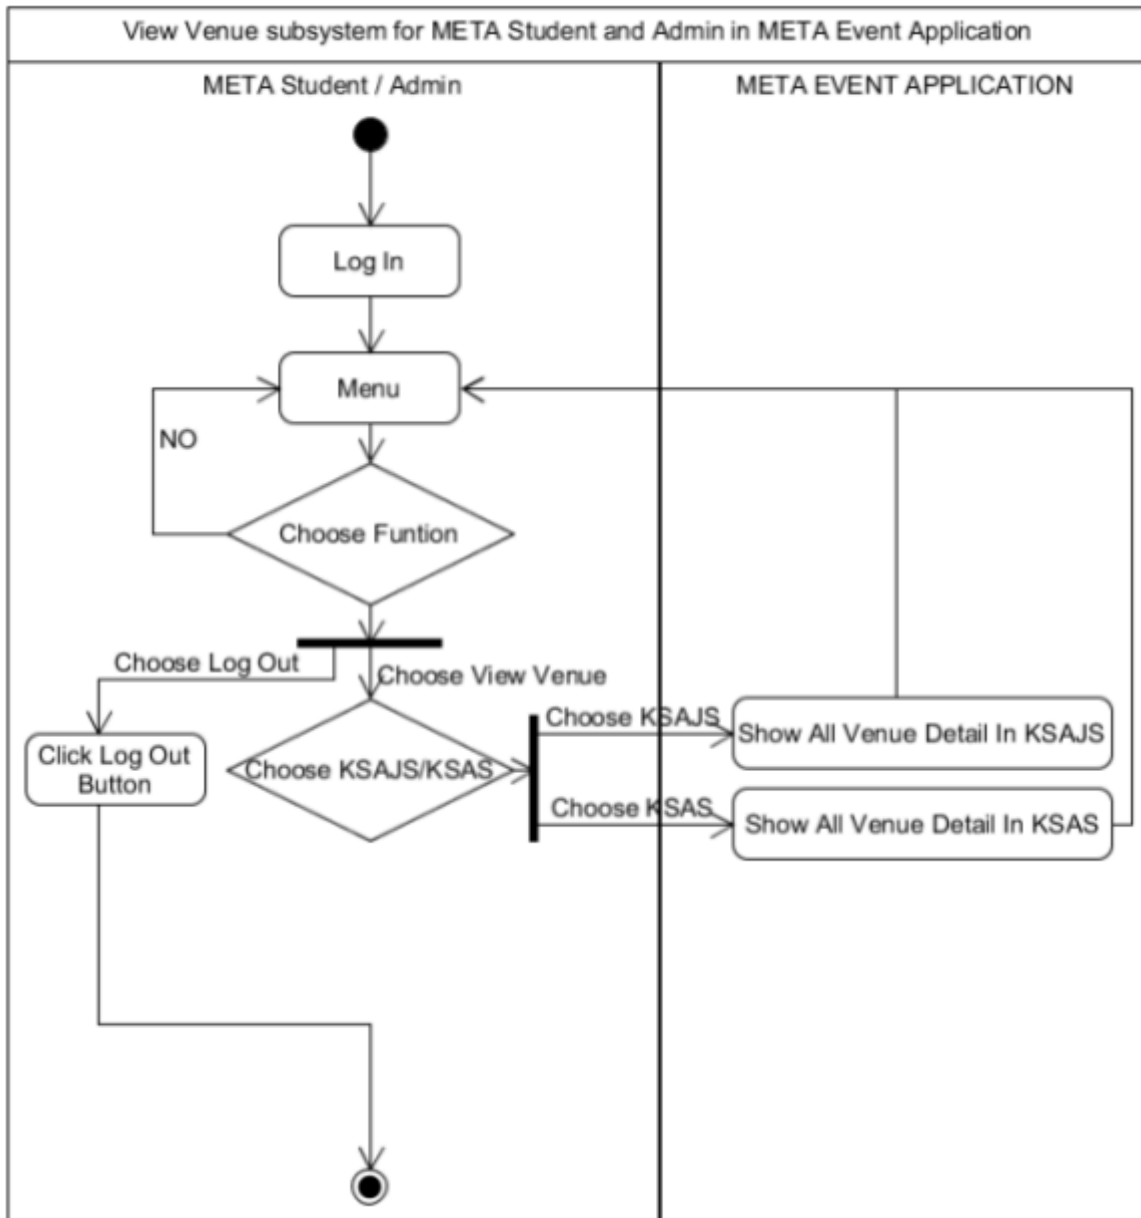 View Venue subsystem for META Student and Admin in META Event Application
META Student / Admin
META EVENT APPLICATION
Log In
Menu
NO
Choose Funtion
Choose Log Out
Choose View Venue
Choose KSAJS
Show All Venue Detail In KSAJS
Click Log Out
Button
Choose KSAJS/KSAS
Choose KSAS
Show All Venue Detail In KSAS